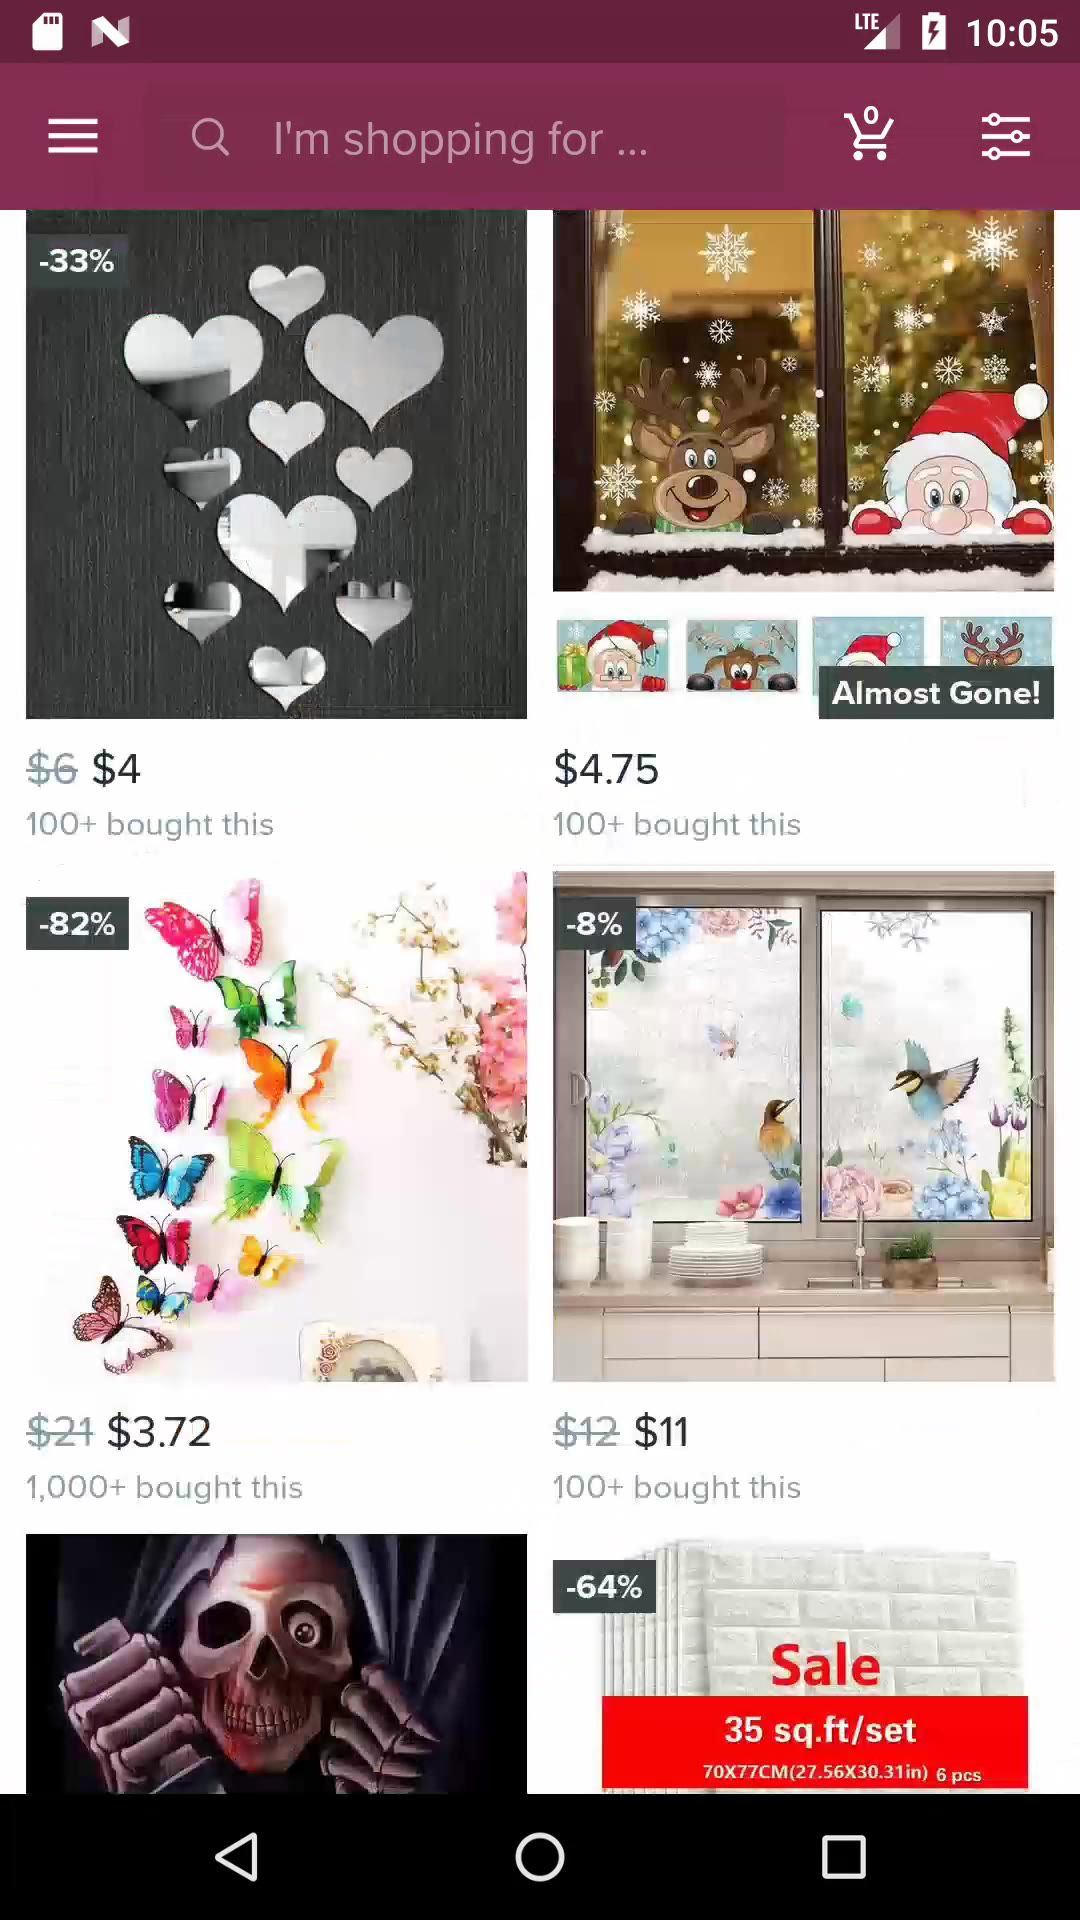 LTE 10:05
I'm shopping for ...
0
-33%
Almost Gone!
$6 $4
$4.75
100+ bought this
100+ bought this
-82%
-8%
$21 $3.72
$12 $11
1,000+ bought this
100+ bought this
-64%
Sale
35 sq.ft/set
70X77CM(27.56X30.31in) 6 pcs